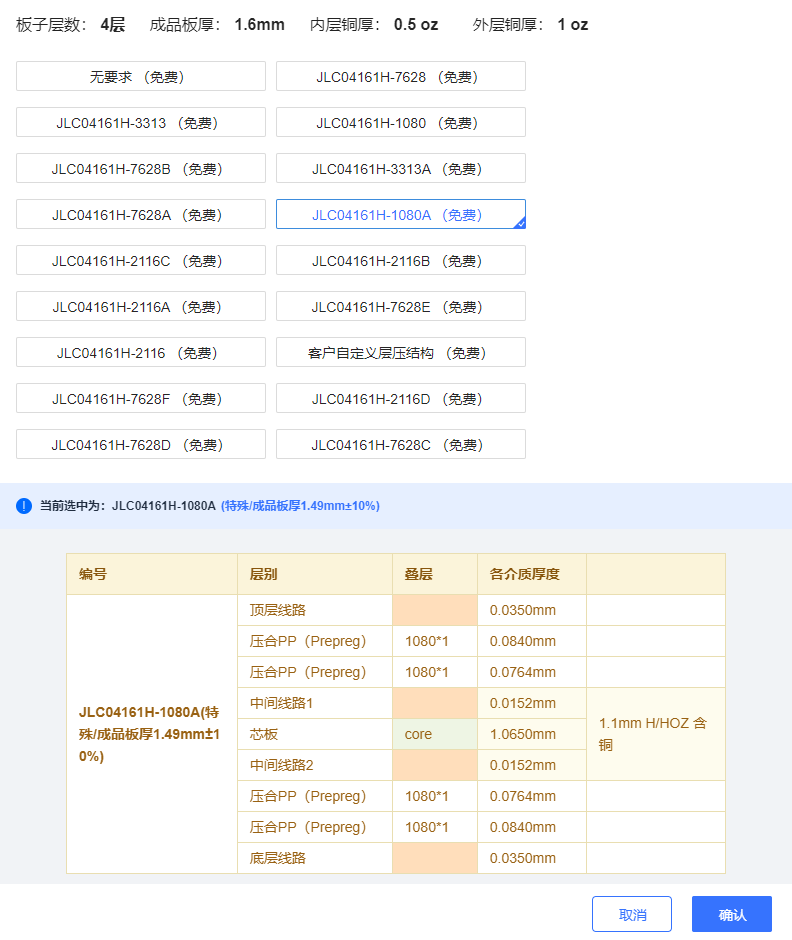 板子层数： 4层 成品板厚： 1.6mm 内层铜厚： 0.5 oz 外层铜厚： 1 oz
无要求 （免费） JLC04161H-7628 （免费）
JLC04161H-3313 （免费） JLC04161H-1080 （免费）
JLC04161H-7628B （免费） JLC04161H-3313A （免费）
JLC04161H-7628A （免费） JLC04161H-1080A （免费）
JLC04161H-2116C （免费） JLC04161H-2116B （免费）
JLC04161H-2116A （免费） JLC04161H-7628E （免费）
JLC04161H-2116 （免费） 客户自定义层压结构 （免费）
JLC04161H-7628F （免费） JLC04161H-2116D （免费）
JLC04161H-7628D （免费） JLC04161H-7628C （免费）
! 当前选中为：JLC04161H-1080A (特殊/成品板厚1.49mm±10%)
编号 层别 叠层 各介质厚度
顶层线路 0.0350mm
压合PP（Prepreg） 1080*1 0.0840mm
压合PP（Prepreg） 1080*1 0.0764mm
中间线路1 0.0152mm
JLC04161H-1080A(特
殊/成品板厚1.49mm±1
0%)
芯板 core 1.0650mm
1.1mm H/HOZ 含
铜
中间线路2 0.0152mm
压合PP（Prepreg） 1080*1 0.0764mm
压合PP（Prepreg） 1080*1 0.0840mm
底层线路 0.0350mm
取消 确认